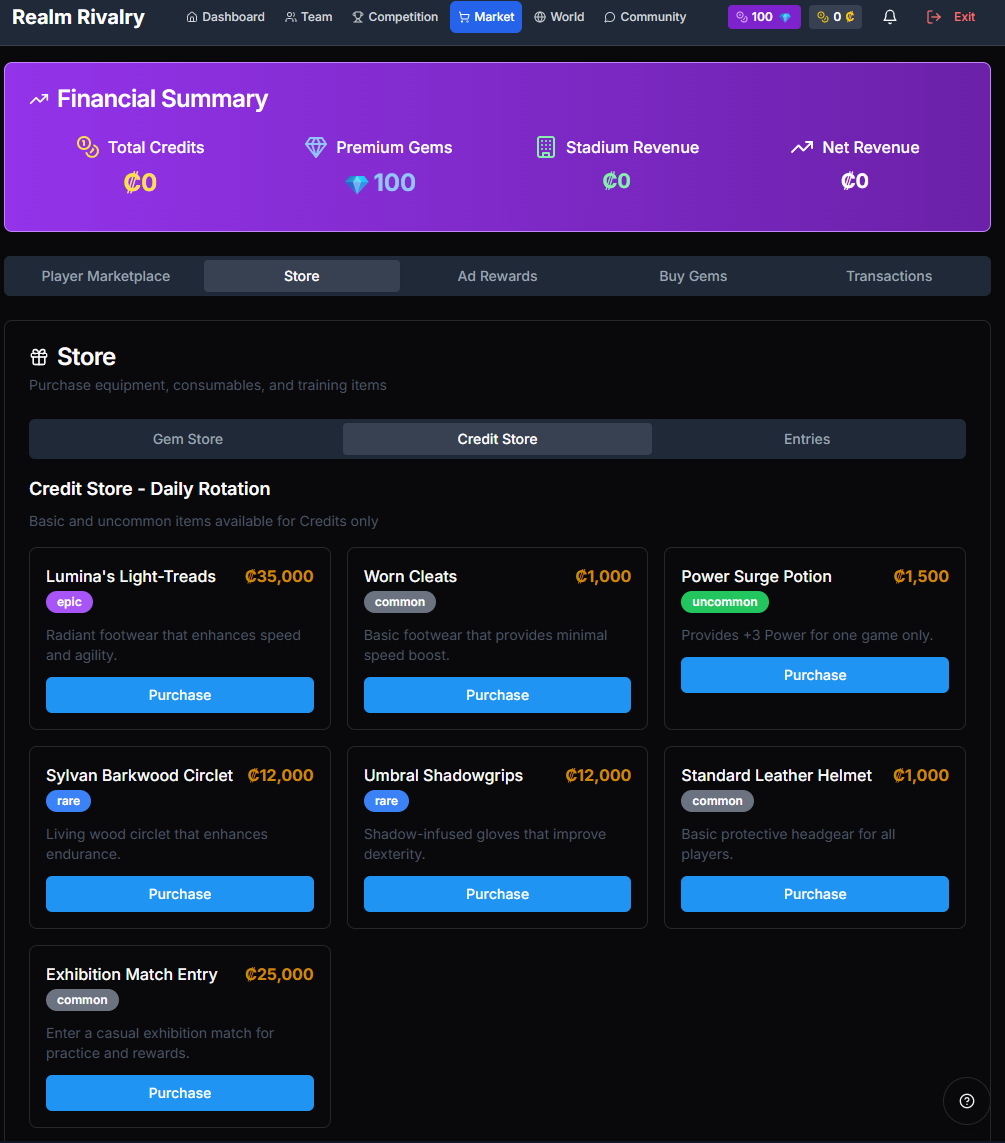 Realm Rivalry
Dashboard
Team
Competition
Market
World
Community
100 💎
0 ₡
Exit
Financial Summary
Total Credits
₡0
Premium Gems
💎 100
Stadium Revenue
₡0
Net Revenue
₡0
Player Marketplace
Store
Ad Rewards
Buy Gems
Transactions
Store
Purchase equipment, consumables, and training items
Gem Store
Credit Store
Entries
Credit Store - Daily Rotation
Basic and uncommon items available for Credits only
Lumina's Light-Treads
₡35,000
epic
Radiant footwear that enhances speed
and agility.
Purchase
Worn Cleats
₡1,000
common
Basic footwear that provides minimal
speed boost.
Purchase
Power Surge Potion
₡1,500
uncommon
Provides +3 Power for one game only.
Purchase
Sylvan Barkwood Circlet
₡12,000
rare
Living wood circlet that enhances
endurance.
Purchase
Umbral Shadowgrips
₡12,000
rare
Shadow-infused gloves that improve
dexterity.
Purchase
Standard Leather Helmet
₡1,000
common
Basic protective headgear for all
players.
Purchase
Exhibition Match Entry
₡25,000
common
Enter a casual exhibition match for
practice and rewards.
Purchase